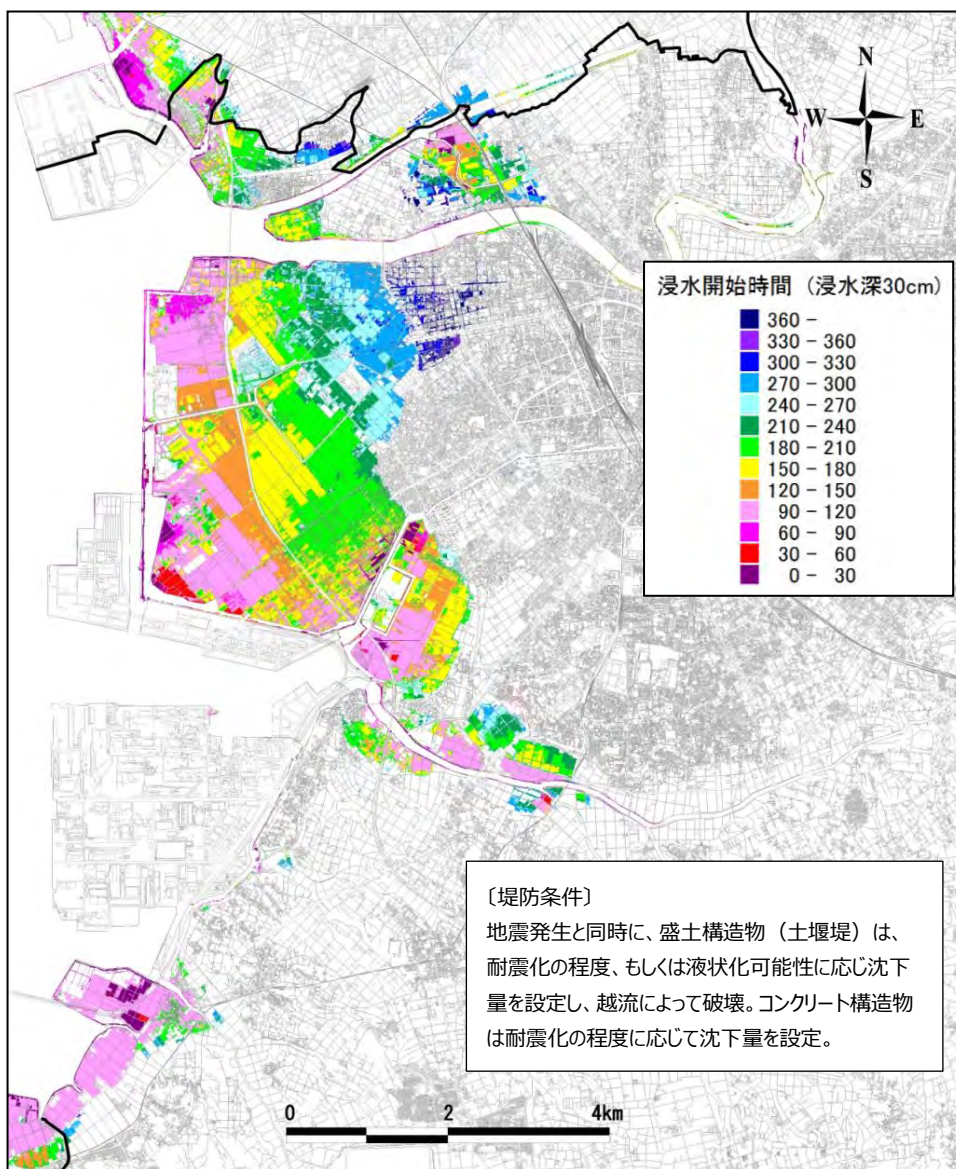 N
W
E
S
浸水開始時間 (浸水深30cm)
360 -
330 - 360
300 - 330
270 - 300
240 - 270
210 - 240
180 - 210
150 - 180
120 - 150
90 - 120
60 - 90
30 - 60
0 - 30
〔堤防条件〕
地震発生と同時に、盛土構造物（土堰堤）は、
耐震化の程度、もしくは液状化可能性に応じ沈下
量を設定し、越流によって破壊。コンクリート構造物
は耐震化の程度に応じて沈下量を設定。
0 2 4km